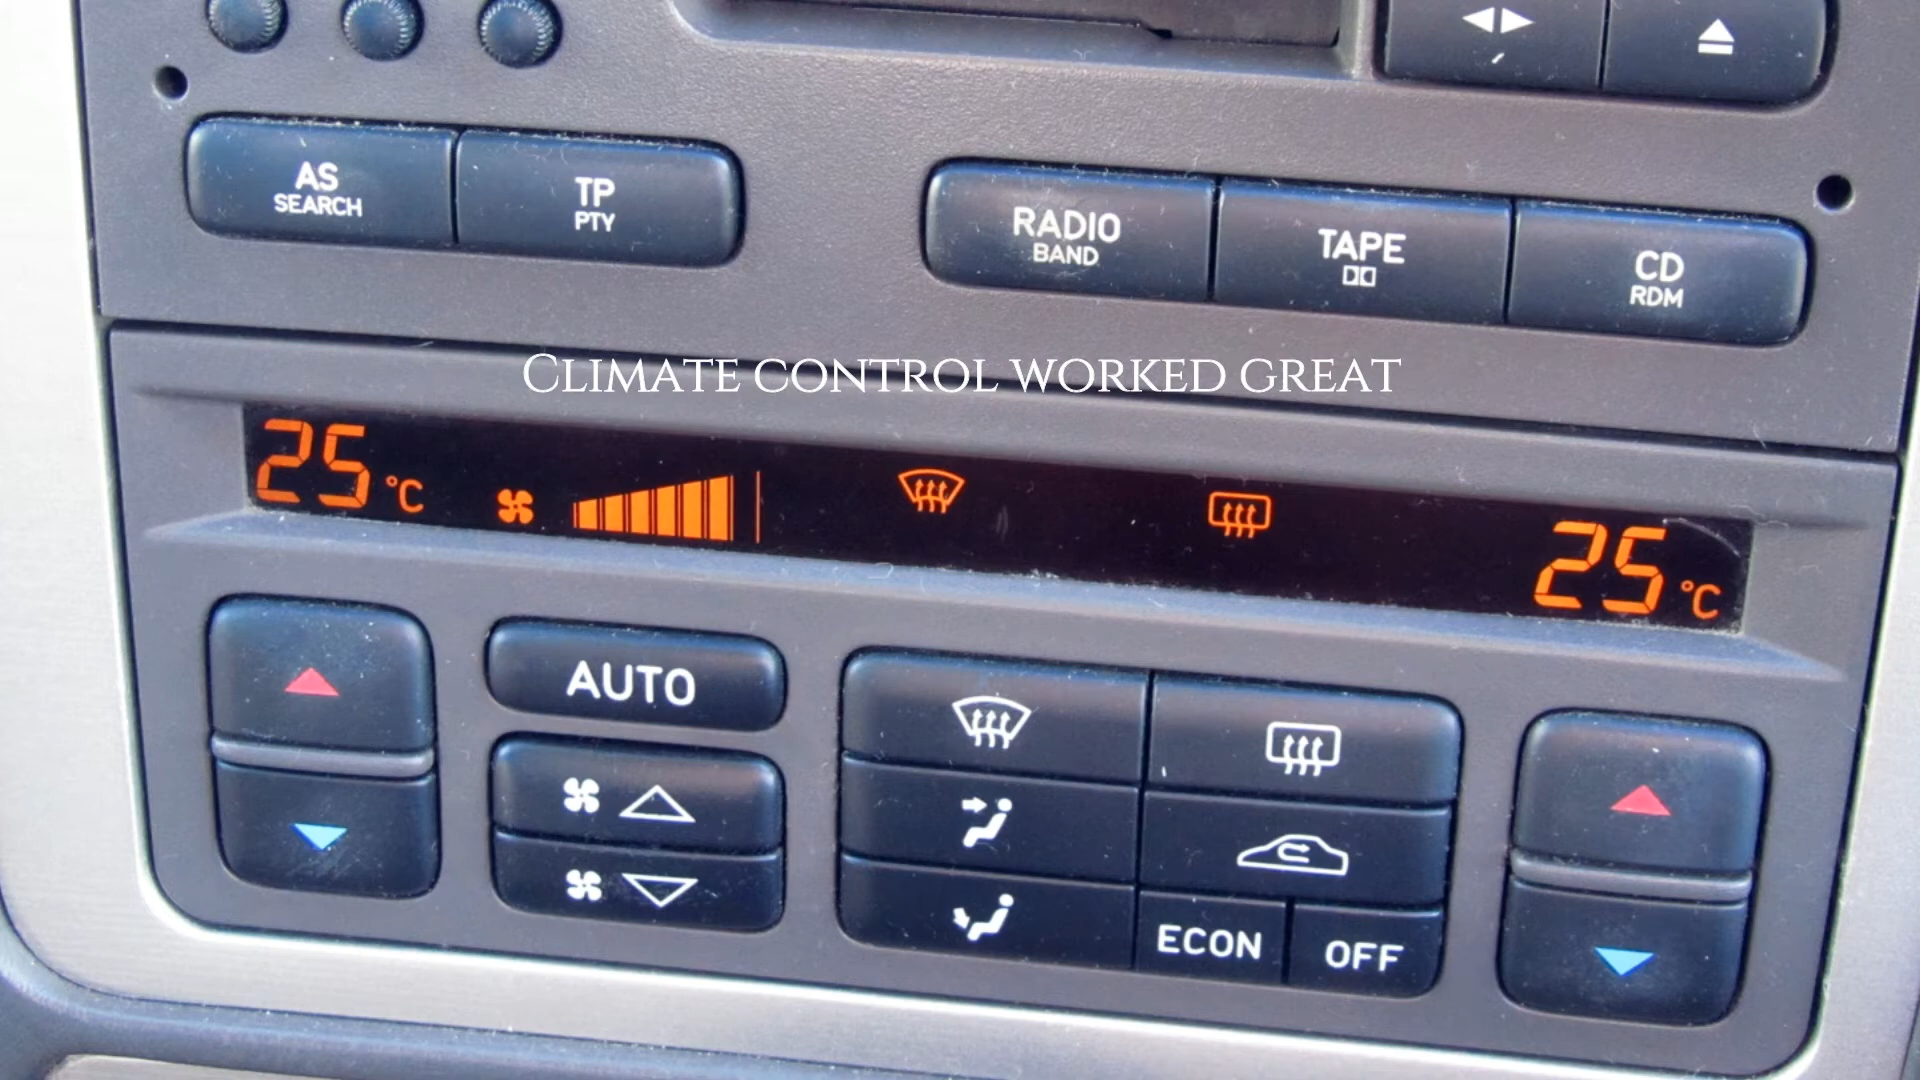 AS
SEARCH
TP
PTY
RADIO
BAND
TAPE
CD
RDM
Climate control worked great
25 °C
25 °C
AUTO
ECON
OFF